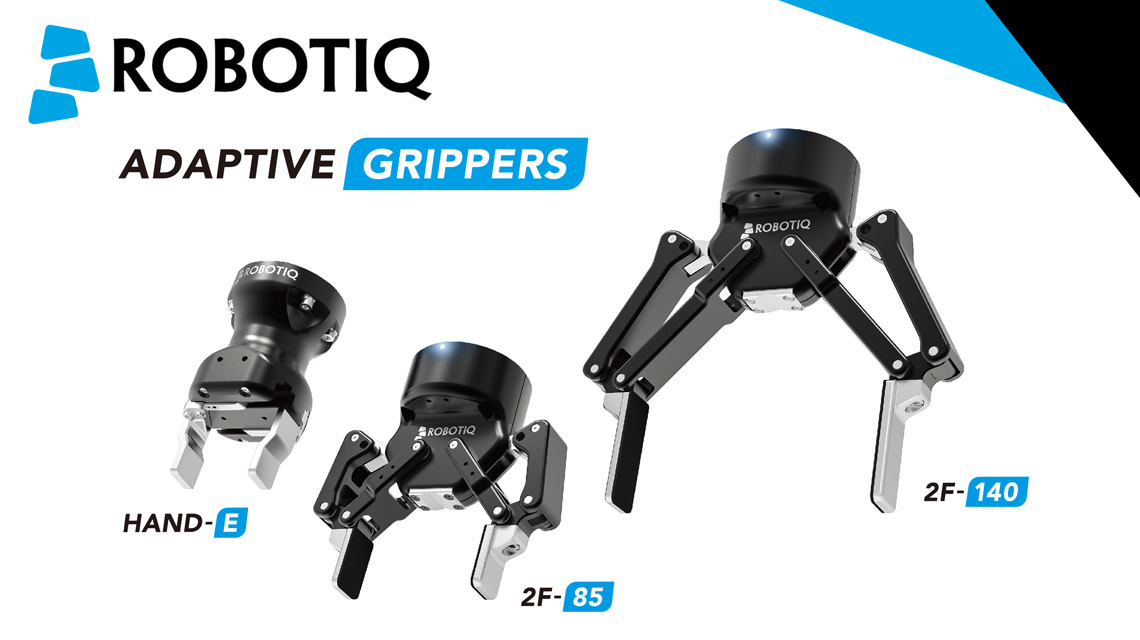 ROBOTIQ
ADAPTIVE GRIPPERS
ROBOTIQ
ROBOTIQ
ROBOTIQ
HAND-E
2F-85
2F-140